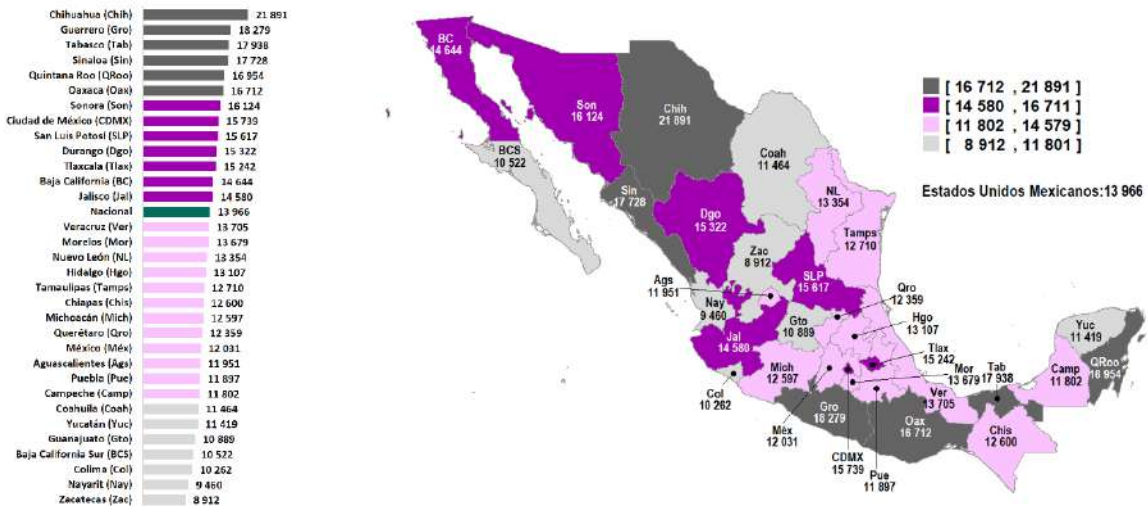 Chihuahua (Chih) 21 891
Guerrero (Gro) 18 279
Tabasco (Tab) 17 938
Sinaloa (Sin) 17 728
Quintana Roo (QRoo) 16 954
Oaxaca (Oax) 16 712
Sonora (Son) 16 124
Ciudad de México (CDMX) 15 739
San Luis Potosí (SLP) 15 617
Durango (Dgo) 15 322
Tlaxcala (Tlax) 15 242
Baja California (BC) 14 644
Jalisco (Jal) 14 580
Nacional 13 966
Veracruz (Ver) 13 705
Morelos (Mor) 13 679
Nuevo León (NL) 13 354
Hidalgo (Hgo) 13 107
Tamaulipas (Tamps) 12 710
Chiapas (Chis) 12 600
Michoacán (Mich) 12 597
Querétaro (Qro) 12 359
México (Méx) 12 031
Aguascalientes (Ags) 11 951
Puebla (Pue) 11 897
Campeche (Camp) 11 802
Coahuila (Coah) 11 464
Yucatán (Yuc) 11 419
Guanajuato (Gto) 10 889
Baja California Sur (BCS) 10 522
Colima (Col) 10 262
Nayarit (Nay) 9 460
Zacatecas (Zac) 8 912
BC
14 644
Son
16 124
Chih
21 891
BCS
10 522
Coah
11 464
Sin
17 728
Dgo
15 322
NL
13 354
Tamps
12 710
Zac
8 912
SLP
15 617
Ags
11 951
Nay
9 460
Qro
12 359
Gto
10 889
Hgo
13 107
Jal
14 580
Tlax
15 242
Yuc
11 419
QRoo
16 954
Mich
12 597
Mor
13 679
Tab
17 938
Camp
11 802
Col
10 262
Ver
13 705
Gro
18 279
Oax
16 712
Chis
12 600
Méx
12 031
CDMX
15 739
Pue
11 897
[ 16 712 , 21 891 ]
[ 14 580 , 16 711 ]
[ 11 802 , 14 579 ]
[ 8 912 , 11 801 ]
Estados Unidos Mexicanos:13 966